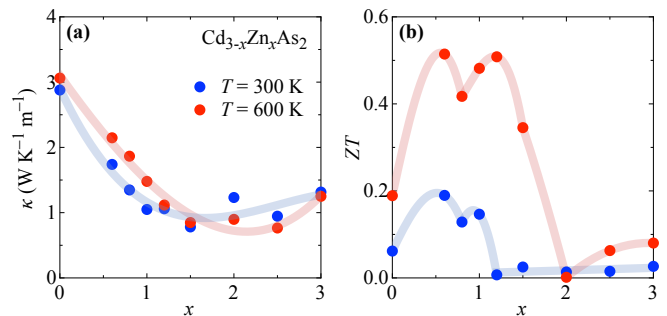 (a)
Cd₃₋ₓZnₓAs₂
T = 300 K
T = 600 K
κ (W K⁻¹ m⁻¹)
4
3
2
1
0
0
1
2
3
x
(b)
ZT
0.6
0.4
0.2
0.0
0
1
2
3
x